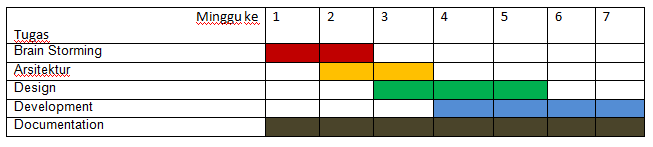 Minggu ke 1 2 3 4 5 6 7
Tugas
Brain Storming
Arsitektur
Design
Development
Documentation